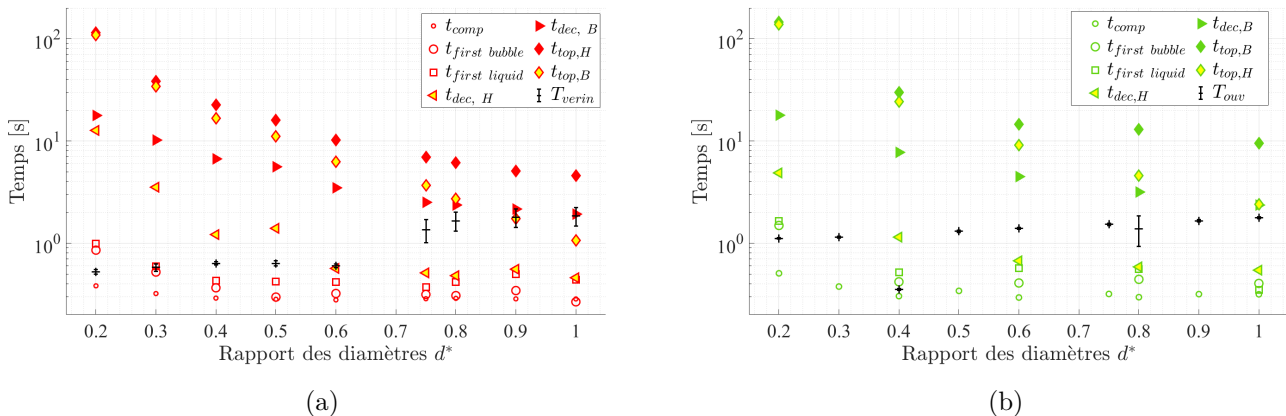 t_comp
t_first bubble
t_first liquid
t_dec, H
t_dec, B
t_top,H
t_top,B
T_verin
10^2
10^1
10^0
Temps [s]
0.2 0.3 0.4 0.5 0.6 0.7 0.8 0.9 1
Rapport des diamètres d*
(a)
t_comp
t_first bubble
t_first liquid
t_dec,H
t_dec,B
t_top,B
t_top,H
T_ouv
10^2
10^1
10^0
Temps [s]
0.2 0.3 0.4 0.5 0.6 0.7 0.8 0.9 1
Rapport des diamètres d*
(b)